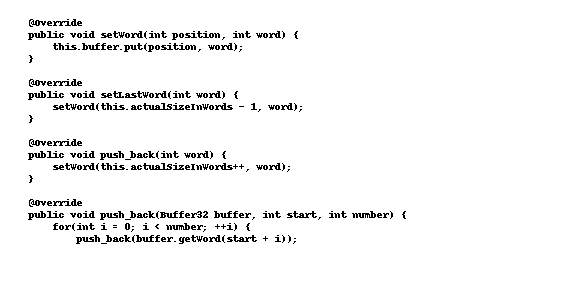 @Override
public void setWord(int position, int word) {
    this.buffer.put(position, word);
}

@Override
public void setLastWord(int word) {
    setWord(this.actualSizeInWords - 1, word);
}

@Override
public void push_back(int word) {
    setWord(this.actualSizeInWords++, word);
}

@Override
public void push_back(Buffer32 buffer, int start, int number) {
    for(int i = 0; i < number; ++i) {
        push_back(buffer.getWord(start + i));